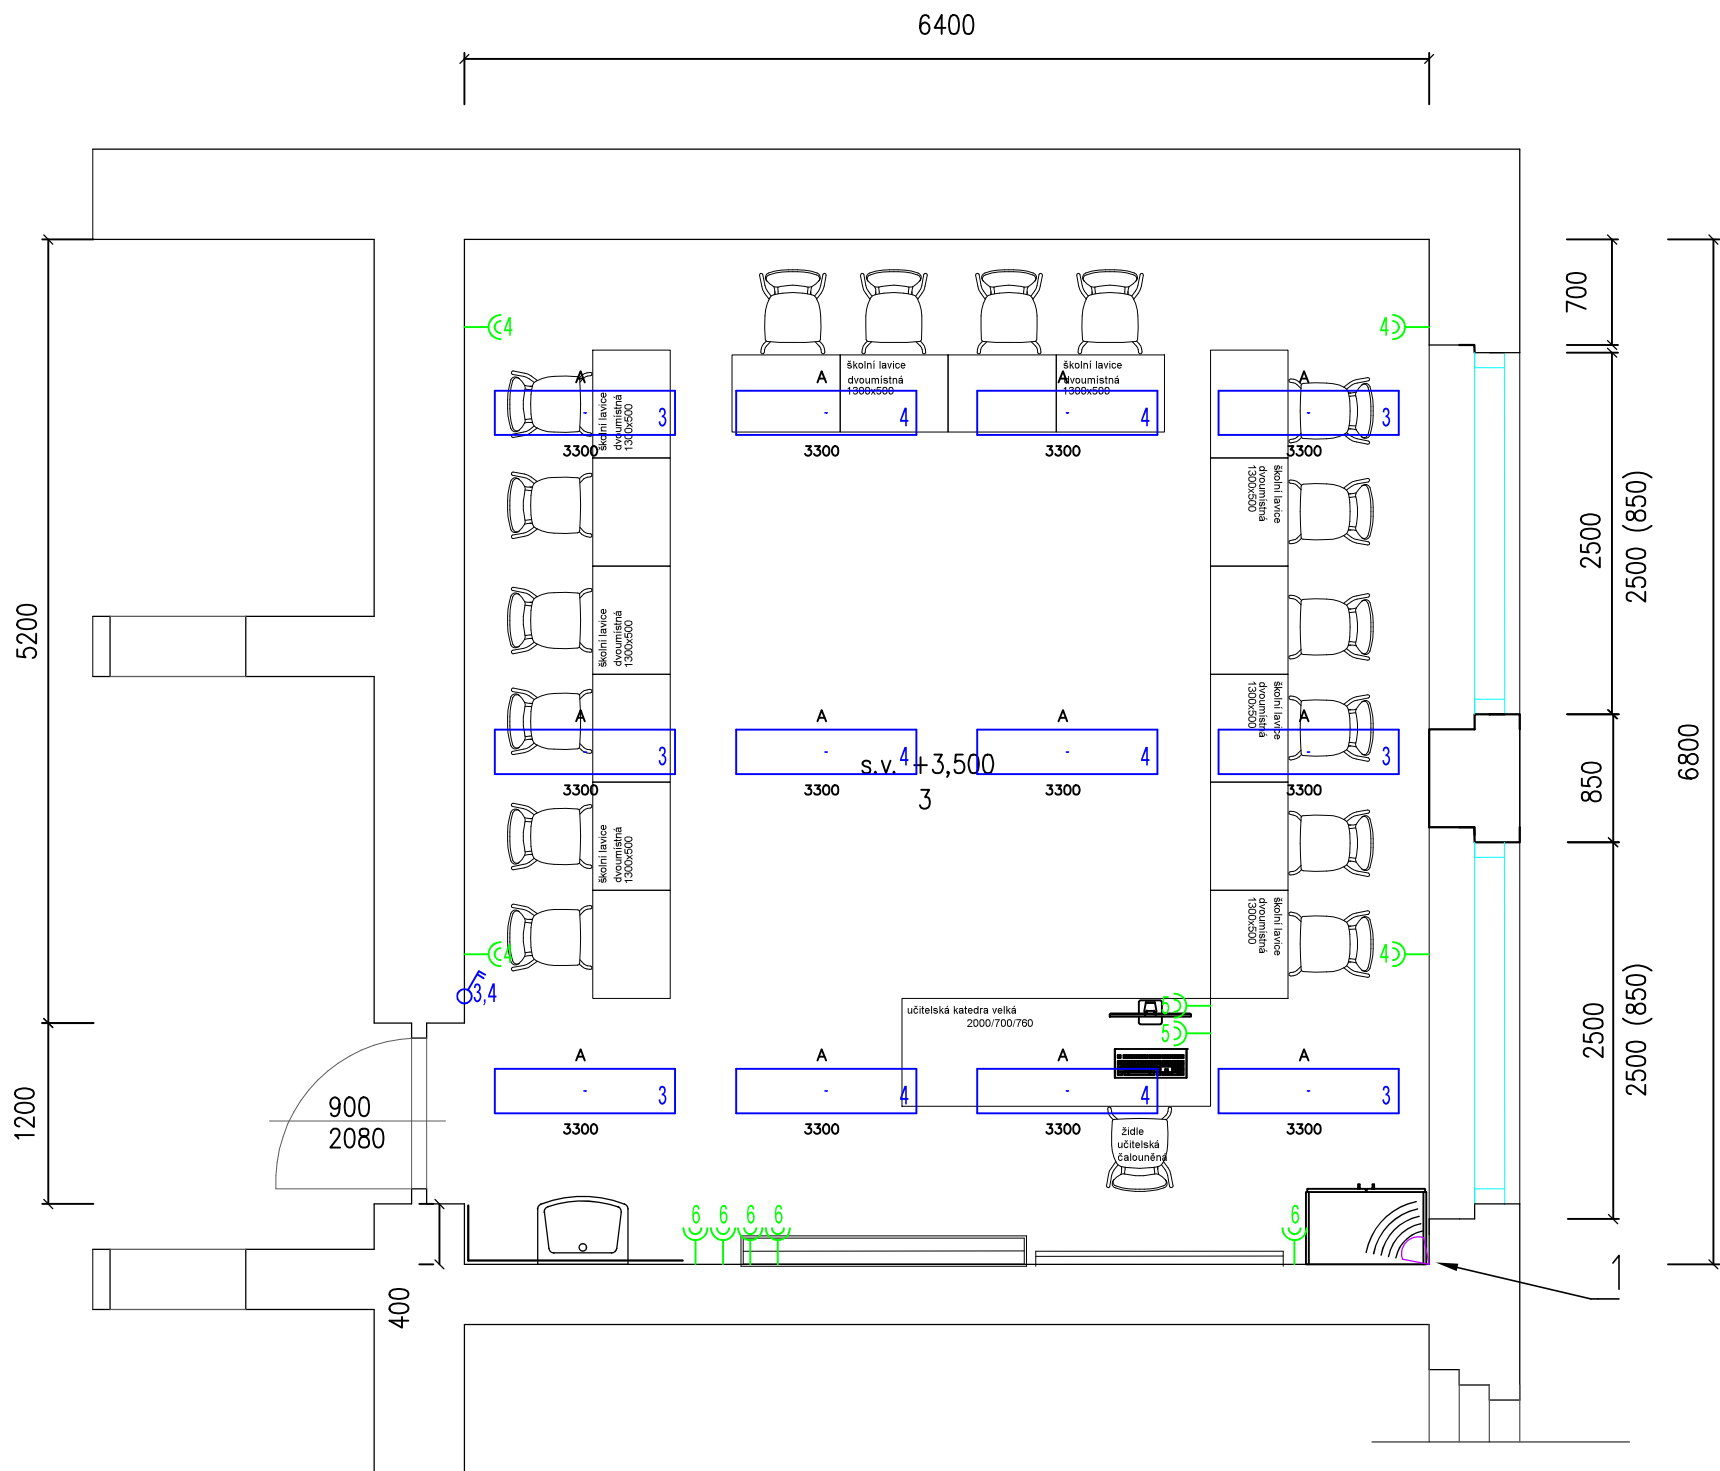 6400
700
4
4
školní lavice
dvoumístná
1300x500
školní lavice
dvoumístná
1300x500
A
A
A
A
3
4
4
3
3300
3300
3300
3300
školní lavice
dvoumístná
1300x500
školní lavice
dvoumístná
1300x500
2500
2500 (850)
5200
školní lavice
dvoumístná
1300x500
školní lavice
dvoumístná
1300x500
A
A
A
A
3
4
4
3
s.v. +3,500
3
3300
3300
3300
3300
850
6800
školní lavice
dvoumístná
1300x500
školní lavice
dvoumístná
1300x500
4
4
3,4
učitelská katedra velká
2000/700/760
5
5
2500
2500 (850)
A
A
A
A
3
4
4
3
3300
3300
3300
3300
1200
900
2080
židle
učitelská
čalouněná
6
6
6
6
6
1
400